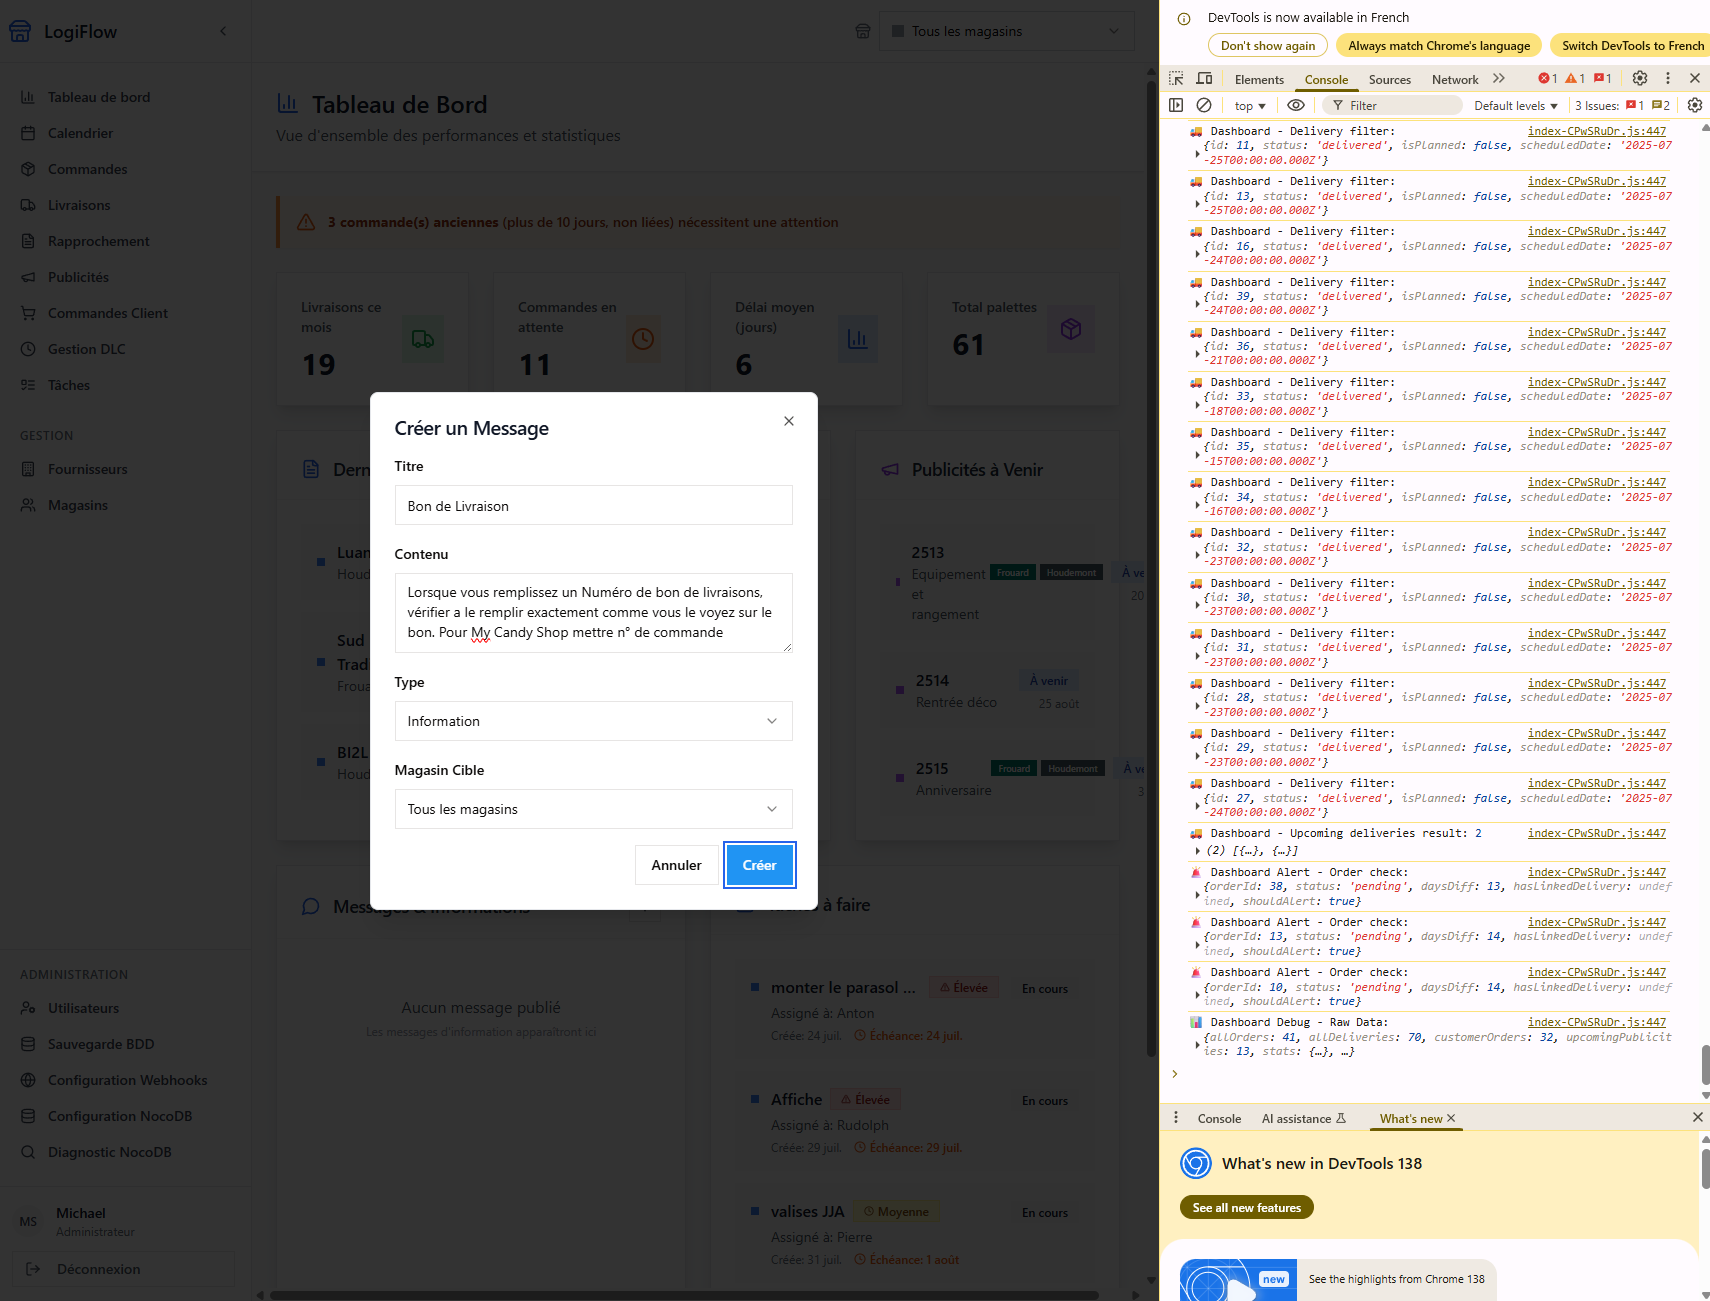 LogiFlow
Tous les magasins
Tableau de bord
Calendrier
Commandes
Livraisons
Rapprochement
Publicités
Commandes Client
Gestion DLC
Tâches
GESTION
Fournisseurs
Magasins
ADMINISTRATION
Utilisateurs
Sauvegarde BDD
Configuration Webhooks
Configuration NocoDB
Diagnostic NocoDB
MS
Michael
Administrateur
Déconnexion
Tableau de Bord
Vue d'ensemble des performances et statistiques
3 commande(s) anciennes (plus de 10 jours, non liées) nécessitent une attention
Livraisons ce
mois
19
Commandes en
attente
11
Délai moyen
(jours)
6
Total palettes
61
Dern
Luan
Houd
Sud
Trad
Froua
BI2L
Houd
Publicités à Venir
2513
Equipement
et
rangement
Frouard
Houdemont
À ve
20
2514
Rentrée déco
À venir
25 août
2515
Anniversaire
Frouard
Houdemont
À ve
3
Créer un Message
Titre
Bon de Livraison
Contenu
Lorsque vous remplissez un Numéro de bon de livraisons,
vérifier a le remplir exactement comme vous le voyez sur le
bon. Pour My Candy Shop mettre n° de commande
Type
Information
Magasin Cible
Tous les magasins
Annuler
Créer
Messages & Informations
Aucun message publié
Les messages d'information apparaîtront ici
à faire
monter le parasol ...
Élevée
En cours
Assigné à: Anton
Créée: 24 juil.
Échéance: 24 juil.
Affiche
Élevée
En cours
Assigné à: Rudolph
Créée: 29 juil.
Échéance: 29 juil.
valises JJA
Moyenne
En cours
Assigné à: Pierre
Créée: 31 juil.
Échéance: 1 août
DevTools is now available in French
Don't show again
Always match Chrome's language
Switch DevTools to French
Elements
Console
Sources
Network
1
1
1
top
Filter
Default levels
3 Issues:
1
2
Dashboard - Delivery filter: index-CPwSRuDr.js:447
{id: 11, status: 'delivered', isPlanned: false, scheduledDate: '2025-07
-25T00:00:00.000Z'}
Dashboard - Delivery filter: index-CPwSRuDr.js:447
{id: 13, status: 'delivered', isPlanned: false, scheduledDate: '2025-07
-25T00:00:00.000Z'}
Dashboard - Delivery filter: index-CPwSRuDr.js:447
{id: 16, status: 'delivered', isPlanned: false, scheduledDate: '2025-07
-24T00:00:00.000Z'}
Dashboard - Delivery filter: index-CPwSRuDr.js:447
{id: 39, status: 'delivered', isPlanned: false, scheduledDate: '2025-07
-24T00:00:00.000Z'}
Dashboard - Delivery filter: index-CPwSRuDr.js:447
{id: 36, status: 'delivered', isPlanned: false, scheduledDate: '2025-07
-21T00:00:00.000Z'}
Dashboard - Delivery filter: index-CPwSRuDr.js:447
{id: 33, status: 'delivered', isPlanned: false, scheduledDate: '2025-07
-18T00:00:00.000Z'}
Dashboard - Delivery filter: index-CPwSRuDr.js:447
{id: 35, status: 'delivered', isPlanned: false, scheduledDate: '2025-07
-15T00:00:00.000Z'}
Dashboard - Delivery filter: index-CPwSRuDr.js:447
{id: 34, status: 'delivered', isPlanned: false, scheduledDate: '2025-07
-16T00:00:00.000Z'}
Dashboard - Delivery filter: index-CPwSRuDr.js:447
{id: 32, status: 'delivered', isPlanned: false, scheduledDate: '2025-07
-23T00:00:00.000Z'}
Dashboard - Delivery filter: index-CPwSRuDr.js:447
{id: 30, status: 'delivered', isPlanned: false, scheduledDate: '2025-07
-23T00:00:00.000Z'}
Dashboard - Delivery filter: index-CPwSRuDr.js:447
{id: 31, status: 'delivered', isPlanned: false, scheduledDate: '2025-07
-23T00:00:00.000Z'}
Dashboard - Delivery filter: index-CPwSRuDr.js:447
{id: 28, status: 'delivered', isPlanned: false, scheduledDate: '2025-07
-23T00:00:00.000Z'}
Dashboard - Delivery filter: index-CPwSRuDr.js:447
{id: 29, status: 'delivered', isPlanned: false, scheduledDate: '2025-07
-23T00:00:00.000Z'}
Dashboard - Delivery filter: index-CPwSRuDr.js:447
{id: 27, status: 'delivered', isPlanned: false, scheduledDate: '2025-07
-24T00:00:00.000Z'}
Dashboard - Upcoming deliveries result: 2 index-CPwSRuDr.js:447
(2) [{…}, {…}]
Dashboard Alert - Order check: index-CPwSRuDr.js:447
{orderId: 38, status: 'pending', daysDiff: 13, hasLinkedDelivery: undef
ined, shouldAlert: true}
Dashboard Alert - Order check: index-CPwSRuDr.js:447
{orderId: 13, status: 'pending', daysDiff: 14, hasLinkedDelivery: undef
ined, shouldAlert: true}
Dashboard Alert - Order check: index-CPwSRuDr.js:447
{orderId: 10, status: 'pending', daysDiff: 14, hasLinkedDelivery: undef
ined, shouldAlert: true}
Dashboard Debug - Raw Data: index-CPwSRuDr.js:447
{allOrders: 41, allDeliveries: 70, customerOrders: 32, upcomingPublicit
ies: 13, stats: {…}, …}
Console
AI assistance
What's new
What's new in DevTools 138
See all new features
new
See the highlights from Chrome 138